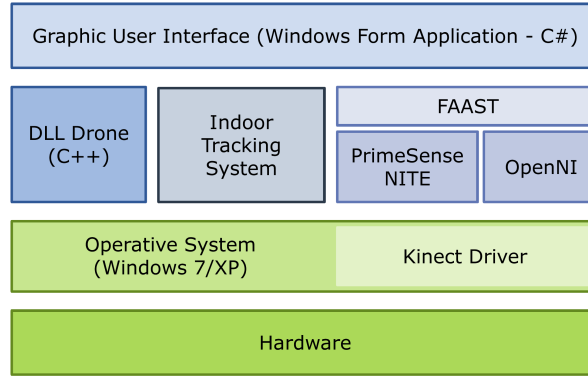 Graphic User Interface (Windows Form Application - C#)
DLL Drone
(C++)
Indoor
Tracking
System
FAAST
PrimeSense
NITE
OpenNI
Operative System
(Windows 7/XP)
Kinect Driver
Hardware